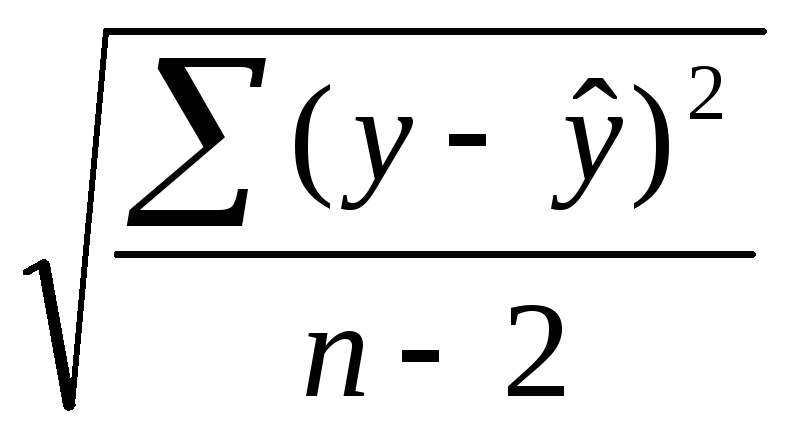 √ ∑ (y - ŷ)²
n - 2